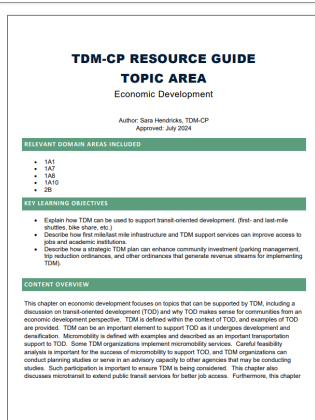 TDM-CP RESOURCE GUIDE
TOPIC AREA
Economic Development
Author: Sara Hendricks, TDM-CP
Approved: July 2024
RELEVANT DOMAIN AREAS INCLUDED
• 1A1
• 1A7
• 1A8
• 1A10
• 2B
KEY LEARNING OBJECTIVES
• Explain how TDM can be used to support transit-oriented development. (first- and last-mile
shuttles, bike share, etc.)
• Describe how first mile/last mile infrastructure and TDM support services can improve access to
jobs and academic institutions.
• Describe how a strategic TDM plan can enhance community investment (parking management,
trip reduction ordinances, and other ordinances that generate revenue streams for implementing
TDM).
CONTENT OVERVIEW
This chapter on economic development focuses on topics that can be supported by TDM, including a
discussion on transit-oriented development (TOD) and why TOD makes sense for communities from an
economic development perspective. TDM is defined within the context of TOD, and examples of TOD
are provided. TDM can be an important element to support TOD as it undergoes development and
densification. Micromobility is defined with examples and described as an important transportation
support to TOD. Some TDM organizations implement micromobility services. Careful feasibility
analysis is important for the success of micromobility to support TOD, and TDM organizations can
conduct planning studies or serve in an advisory capacity to other agencies that may be conducting
studies. Such participation is important to ensure TDM is being considered. This chapter also
discusses microtransit to extend public transit services for better job access. Furthermore, this chapter